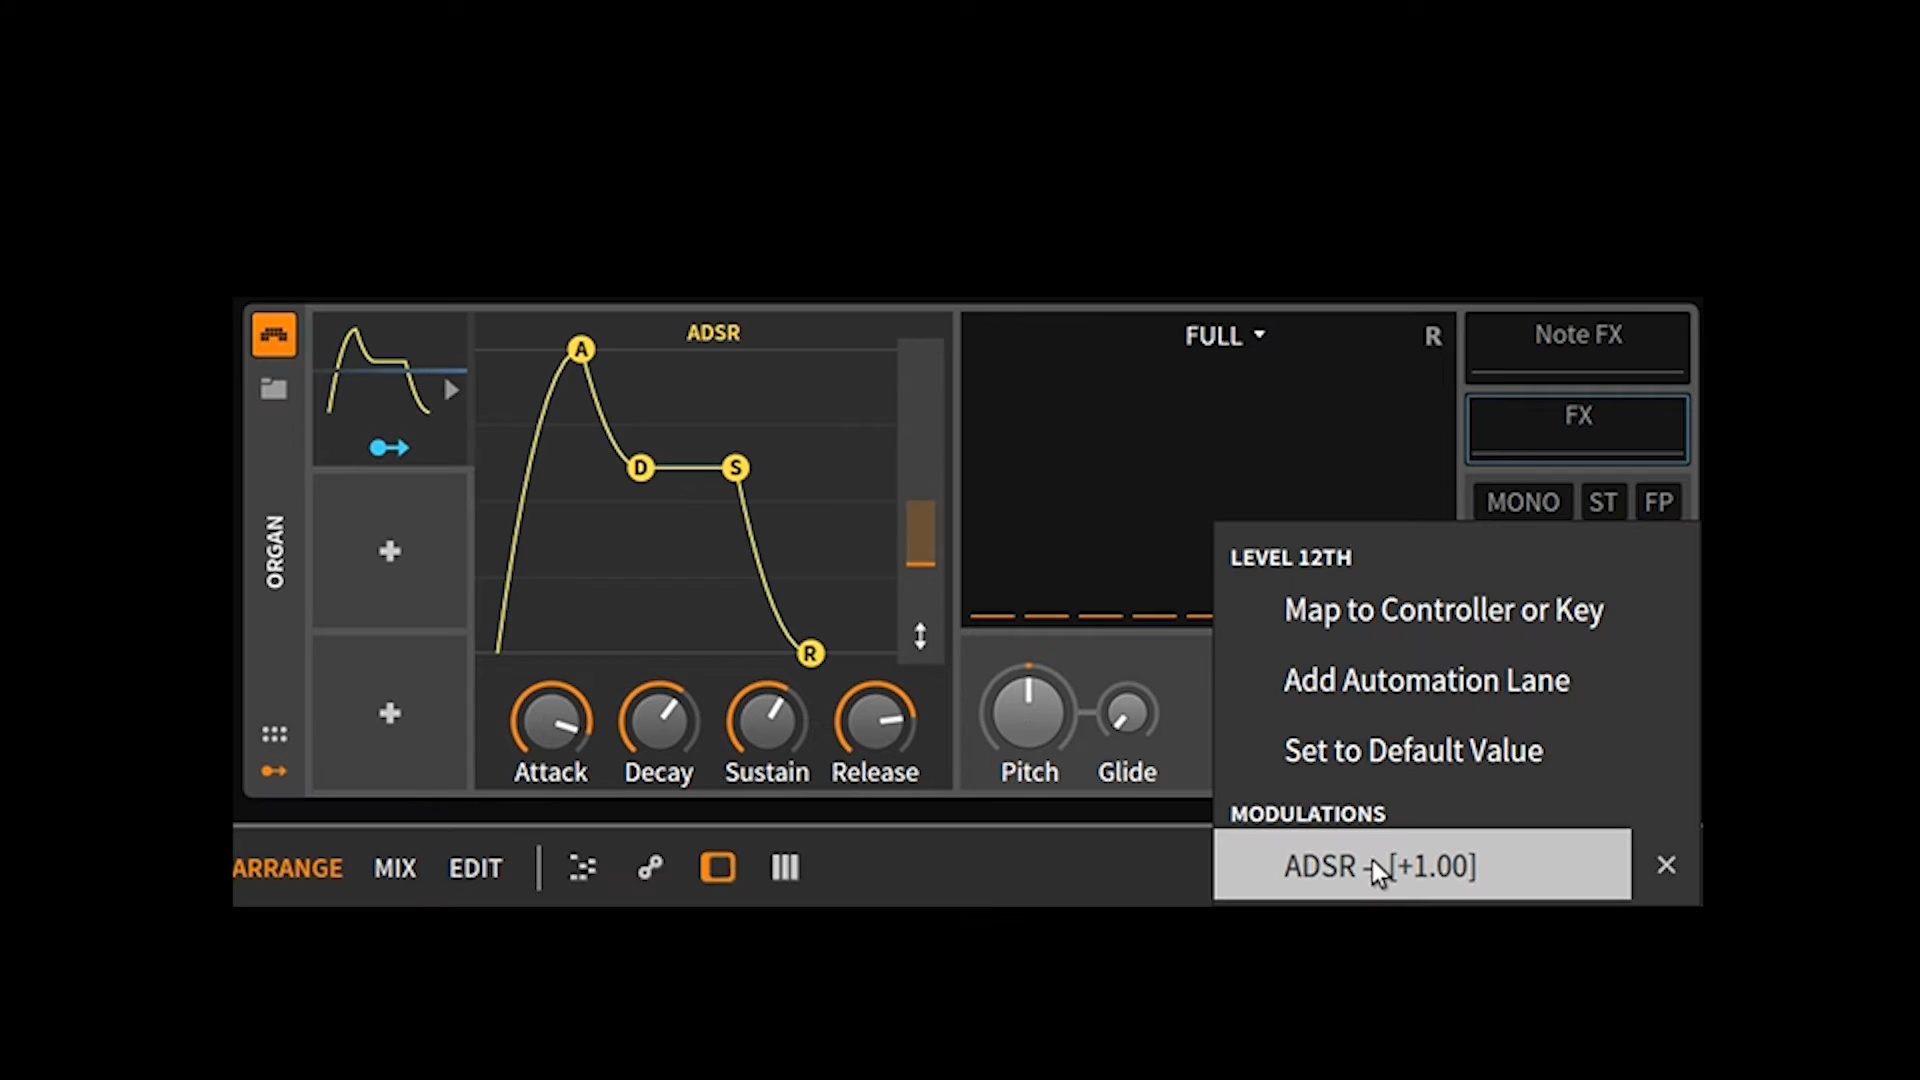 ORGAN
ADSR
A
D
S
R
Attack
Decay
Sustain
Release
FULL
R
Pitch
Glide
Note FX
FX
MONO
ST
FP
LEVEL 12TH
Map to Controller or Key
Add Automation Lane
Set to Default Value
MODULATIONS
ADSR - [+1.00]
ARRANGE
MIX
EDIT